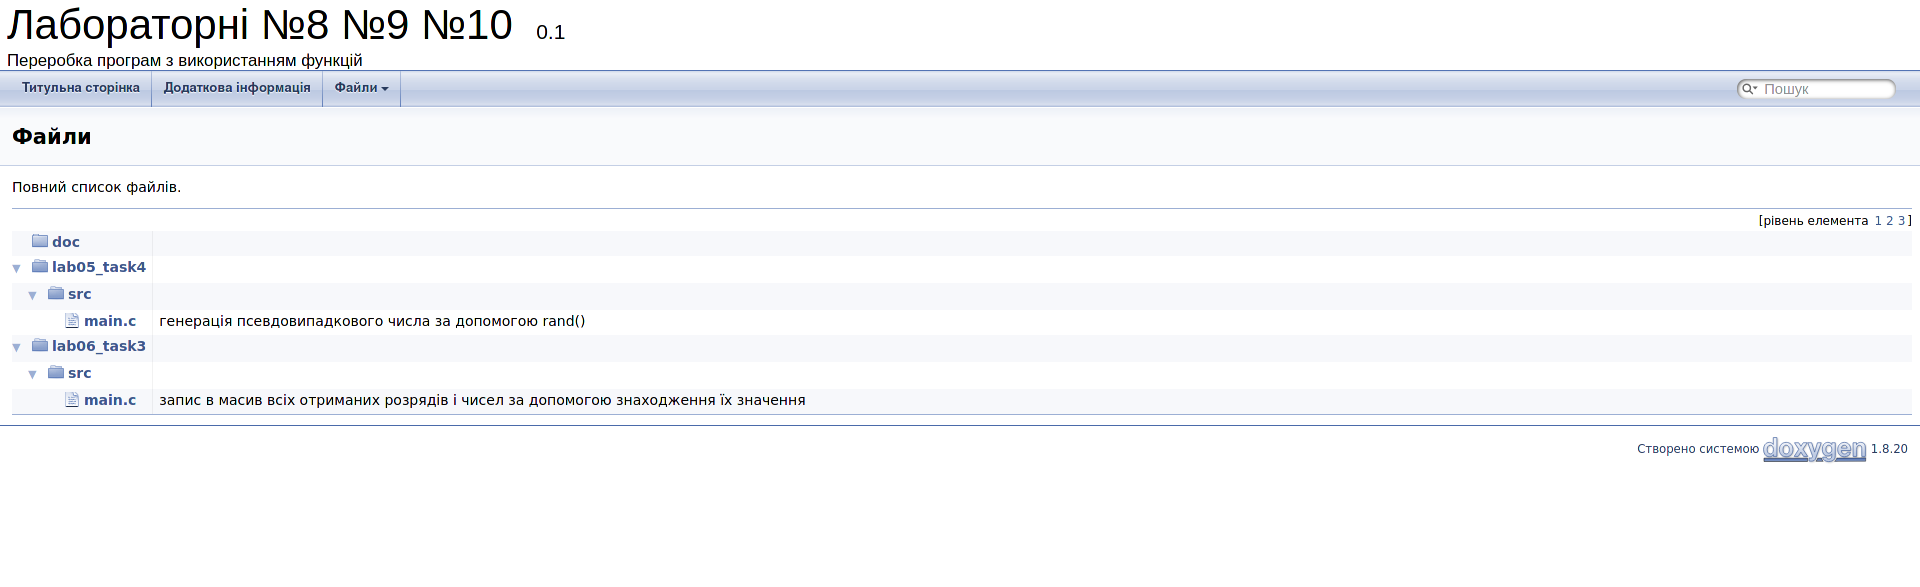 Лабораторні №8 №9 №10 0.1
Переробка програм з використанням функцій
Титульна сторінка Додаткова інформація Файли Пошук
Файли
Повний список файлів.
[рівень елемента 1 2 3]
doc
lab05_task4
src
main.c генерація псевдовипадкового числа за допомогою rand()
lab06_task3
src
main.c запис в масив всіх отриманих розрядів і чисел за допомогою знаходження їх значення
Створено системою doxygen 1.8.20